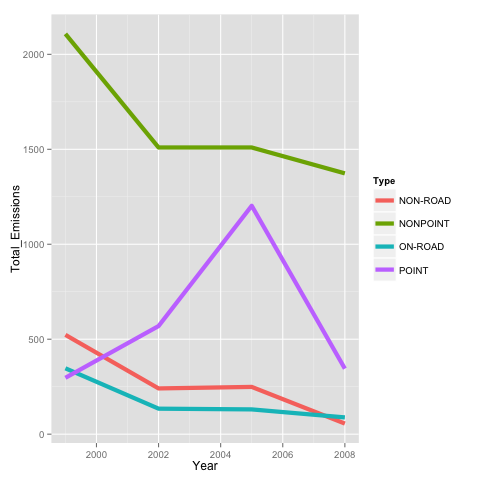 2000
1500
1000
500
0
Total_Emissions
2000
2002
2004
2006
2008
Year
Type
NON-ROAD
NONPOINT
ON-ROAD
POINT